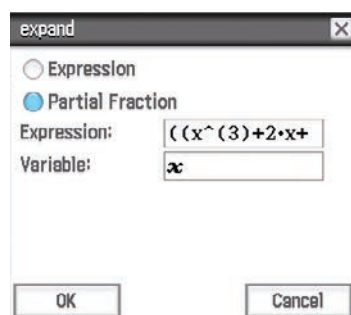 expand
Expression
Partial Fraction
Expression: ((x^(3)+2·x+
Variable: x
OK Cancel